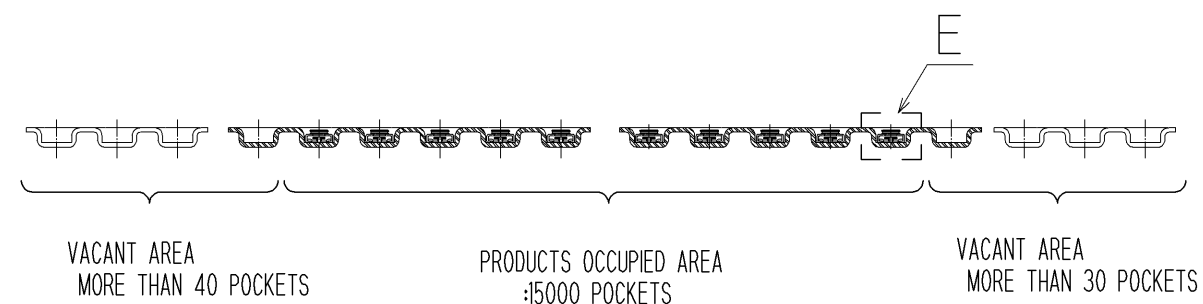 E
VACANT AREA
MORE THAN 40 POCKETS
PRODUCTS OCCUPIED AREA
:15000 POCKETS
VACANT AREA
MORE THAN 30 POCKETS